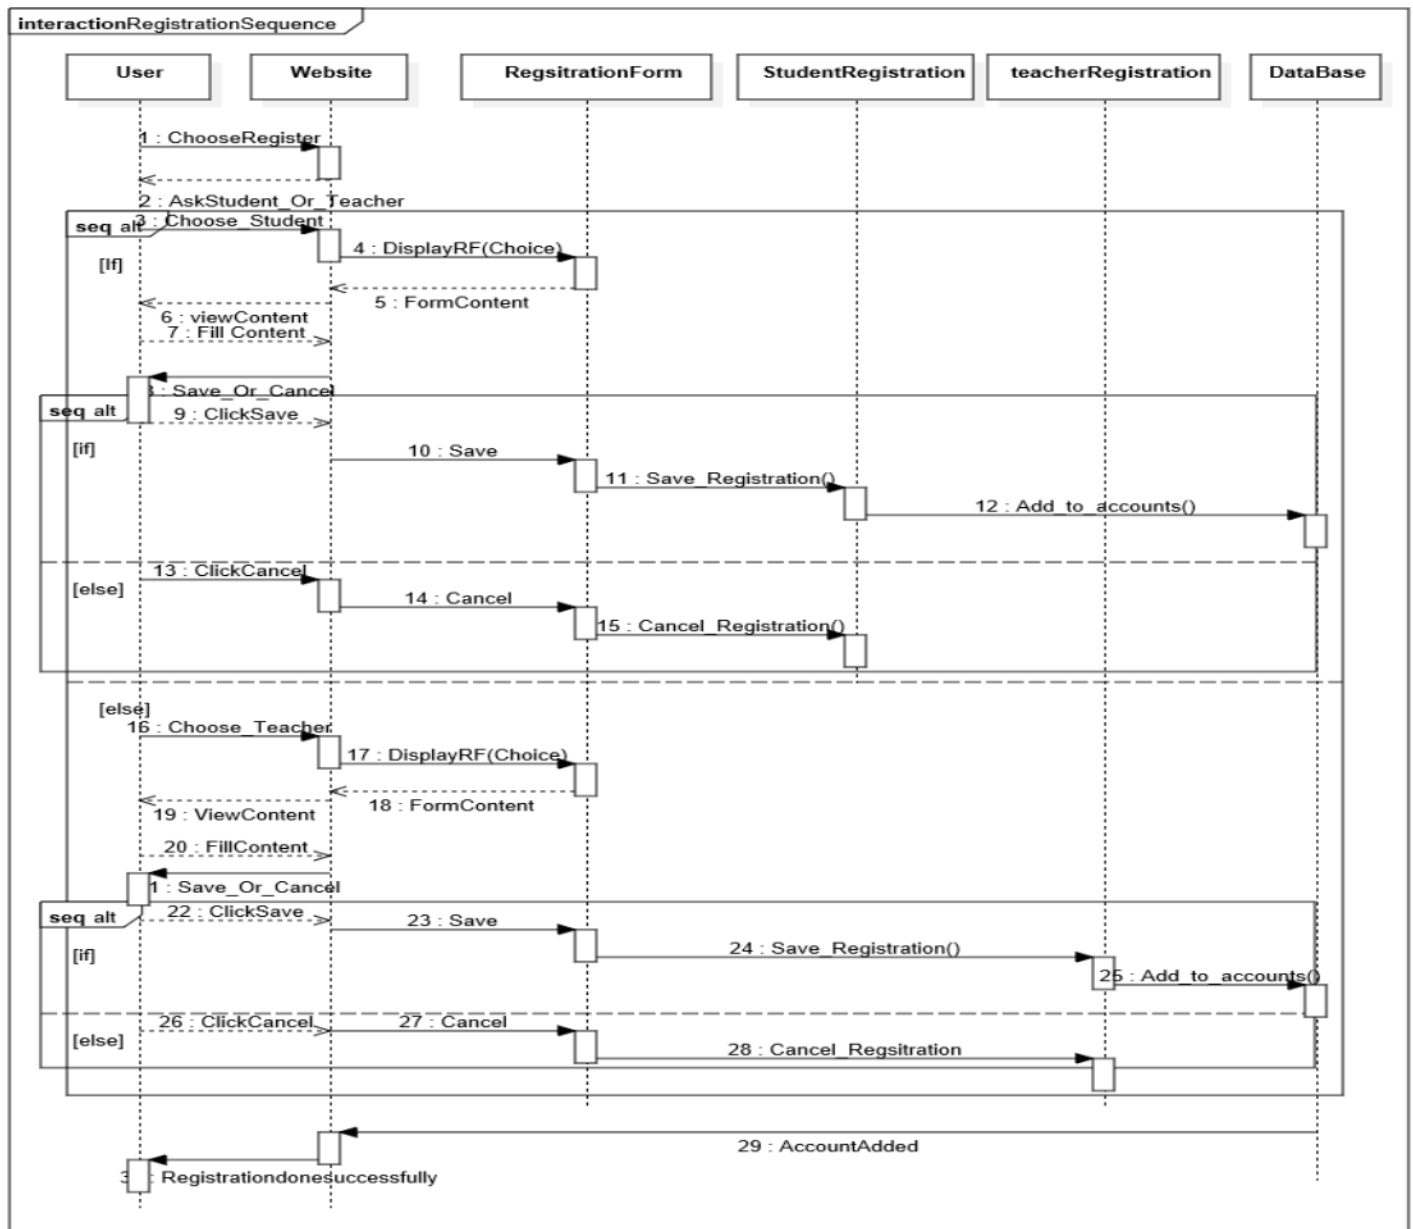 interactionRegistrationSequence
User
Website
RegsitrationForm
StudentRegistration
teacherRegistration
DataBase
1 : ChooseRegister
2 : AskStudent_Or_Teacher
seq alt
3 : Choose_Student
4 : DisplayRF(Choice)
[If]
5 : FormContent
6 : viewContent
7 : Fill Content
: Save_Or_Cancel
seq alt
9 : ClickSave
[if]
10 : Save
11 : Save_Registration()
12 : Add_to_accounts()
13 : ClickCancel
[else]
14 : Cancel
15 : Cancel_Registration()
[else]
16 : Choose_Teacher
17 : DisplayRF(Choice)
18 : FormContent
19 : ViewContent
20 : FillContent
1 : Save_Or_Cancel
seq alt
22 : ClickSave
23 : Save
[if]
24 : Save_Registration()
25 : Add_to_accounts()
26 : ClickCancel
27 : Cancel
[else]
28 : Cancel_Regsitration
29 : AccountAdded
3 : Registrationdonesuccessfully